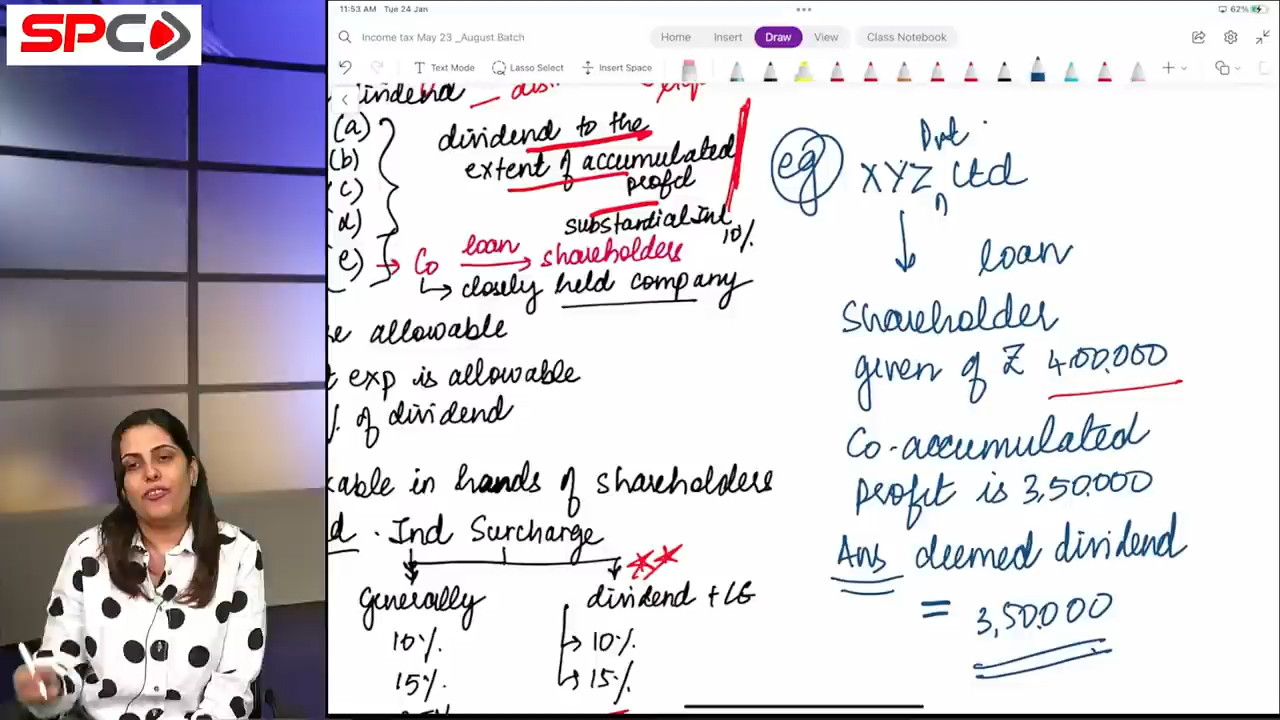 SPC
11:53 AM Tue 24 Jan
62%
Income tax May 23 _August Batch
Home Insert Draw View Class Notebook
Text Mode Lasso Select Insert Space
dividend
(a)
dividend to the
(b)
extent of accumulated
profit
(c)
(d)
substantial Int
10%
(e) → Co loan → shareholders
↳ closely held company
allowable
exp is allowable
% of dividend
in hands of shareholders
Ind Surcharge
Generally
dividend + CG
10%
→ 10%
15%
↳ 15%
eg
Pvt
XYZ Ltd
loan
Shareholder
given of ₹ 4,00,000
Co-accumulated
profit is 3,50,000
Ans deemed dividend
= 3,50,000